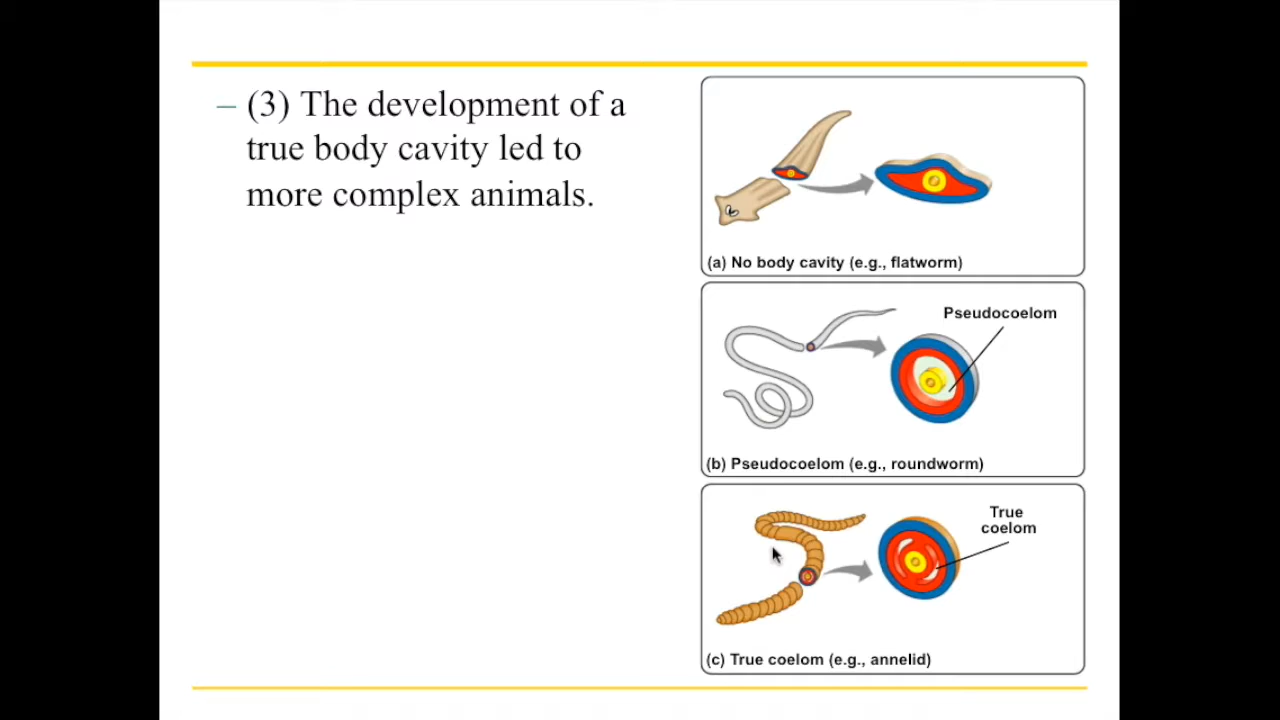 – (3) The development of a
true body cavity led to
more complex animals.
(a) No body cavity (e.g., flatworm)
Pseudocoelom
(b) Pseudocoelom (e.g., roundworm)
True
coelom
(c) True coelom (e.g., annelid)